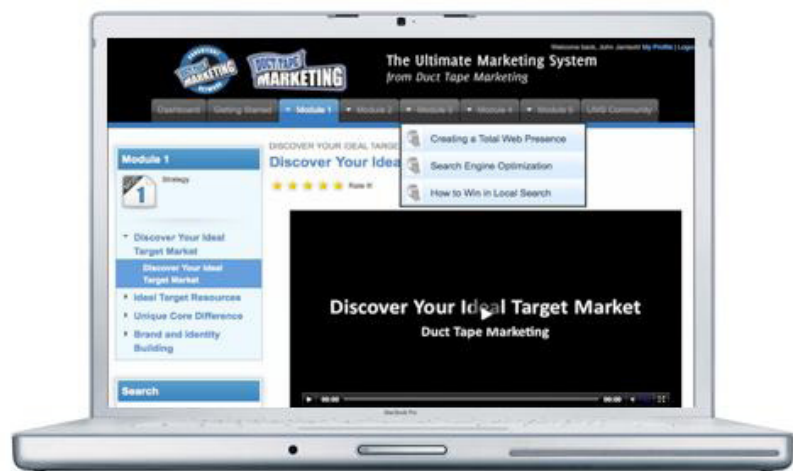 Welcome back, John Jantsch! My Profile | Logout
DUCT TAPE
MARKETING
NETWORK
DUCT TAPE
MARKETING
The Ultimate Marketing System
from Duct Tape Marketing
Dashboard Getting Started Module 1 Module 2 Module 3 Module 4 Module 5 UMS Community
Creating a Total Web Presence
Search Engine Optimization
How to Win in Local Search
DISCOVER YOUR IDEAL TARGET
Discover Your Idea
Rate It!
Module 1
1
Strategy
Discover Your Ideal
Target Market
Discover Your Ideal
Target Market
Ideal Target Resources
Unique Core Difference
Brand and Identity
Building
Search
Discover Your Ideal Target Market
Duct Tape Marketing
00:00
00:00
MacBook Pro